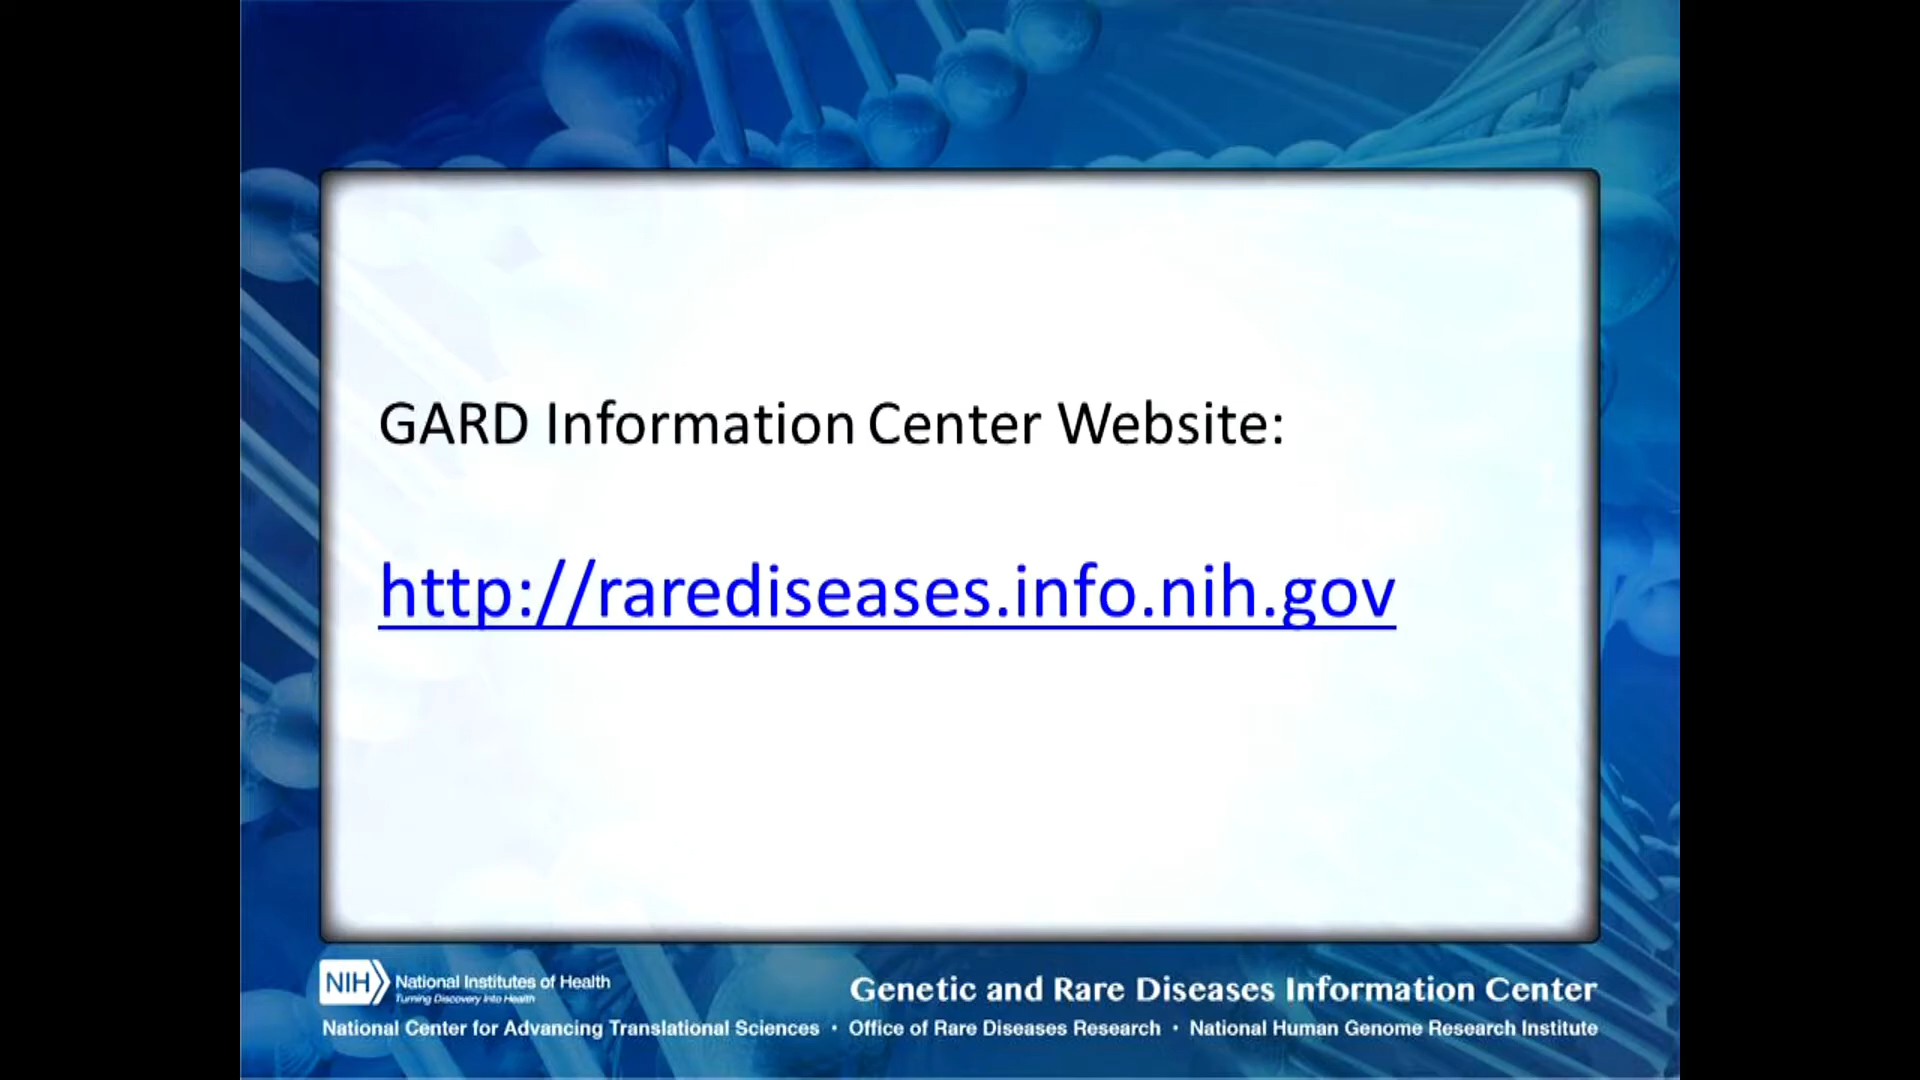 GARD Information Center Website:
http://rarediseases.info.nih.gov
NIH National Institutes of Health
Turning Discovery Into Health
Genetic and Rare Diseases Information Center
National Center for Advancing Translational Sciences • Office of Rare Diseases Research • National Human Genome Research Institute